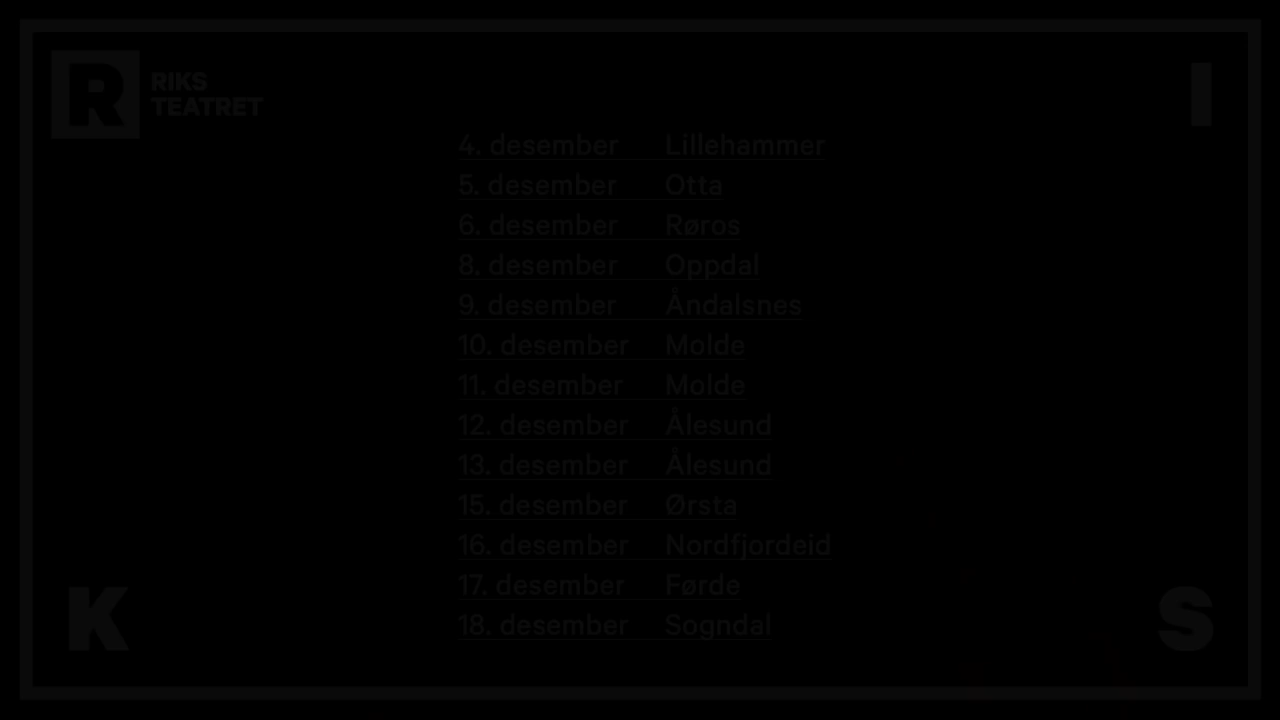 R
RIKS
TEATRET
I
4. desember Lillehammer
5. desember Otta
6. desember Røros
8. desember Oppdal
9. desember Åndalsnes
10. desember Molde
11. desember Molde
12. desember Ålesund
13. desember Ålesund
15. desember Ørsta
16. desember Nordfjordeid
17. desember Førde
18. desember Sogndal
K
S